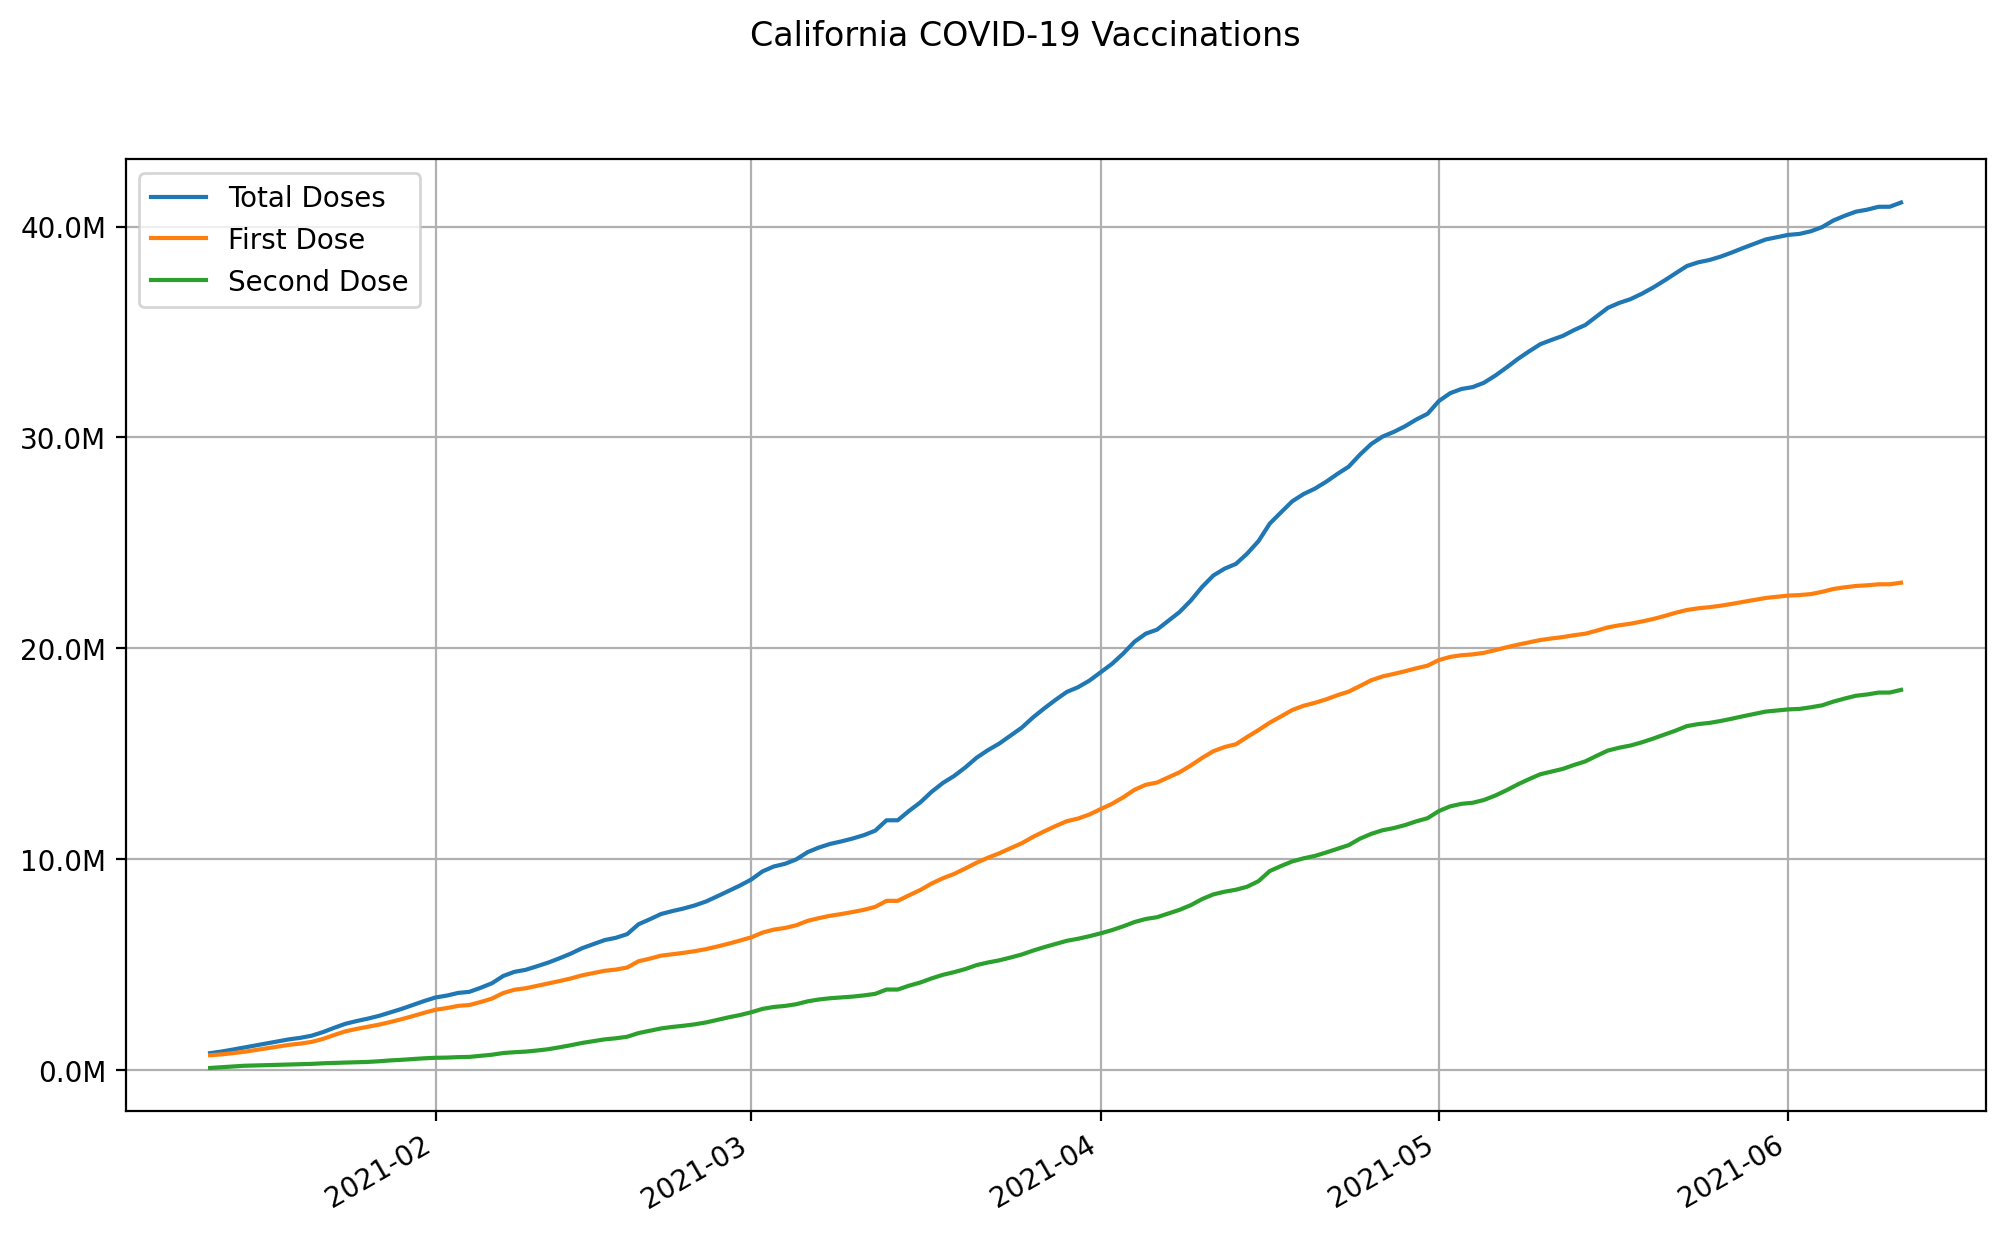 California COVID-19 Vaccinations
Total Doses
First Dose
Second Dose
40.0M
30.0M
20.0M
10.0M
0.0M
2021-02
2021-03
2021-04
2021-05
2021-06